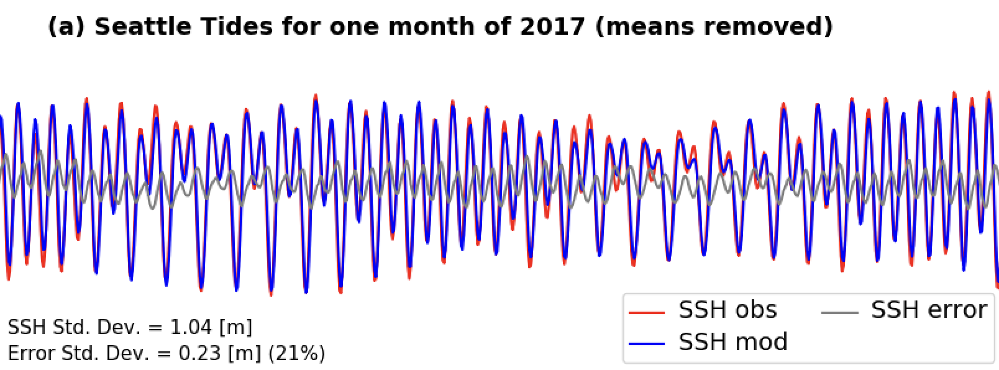 (a) Seattle Tides for one month of 2017 (means removed)
SSH Std. Dev. = 1.04 [m]
Error Std. Dev. = 0.23 [m] (21%)
SSH obs
SSH mod
SSH error